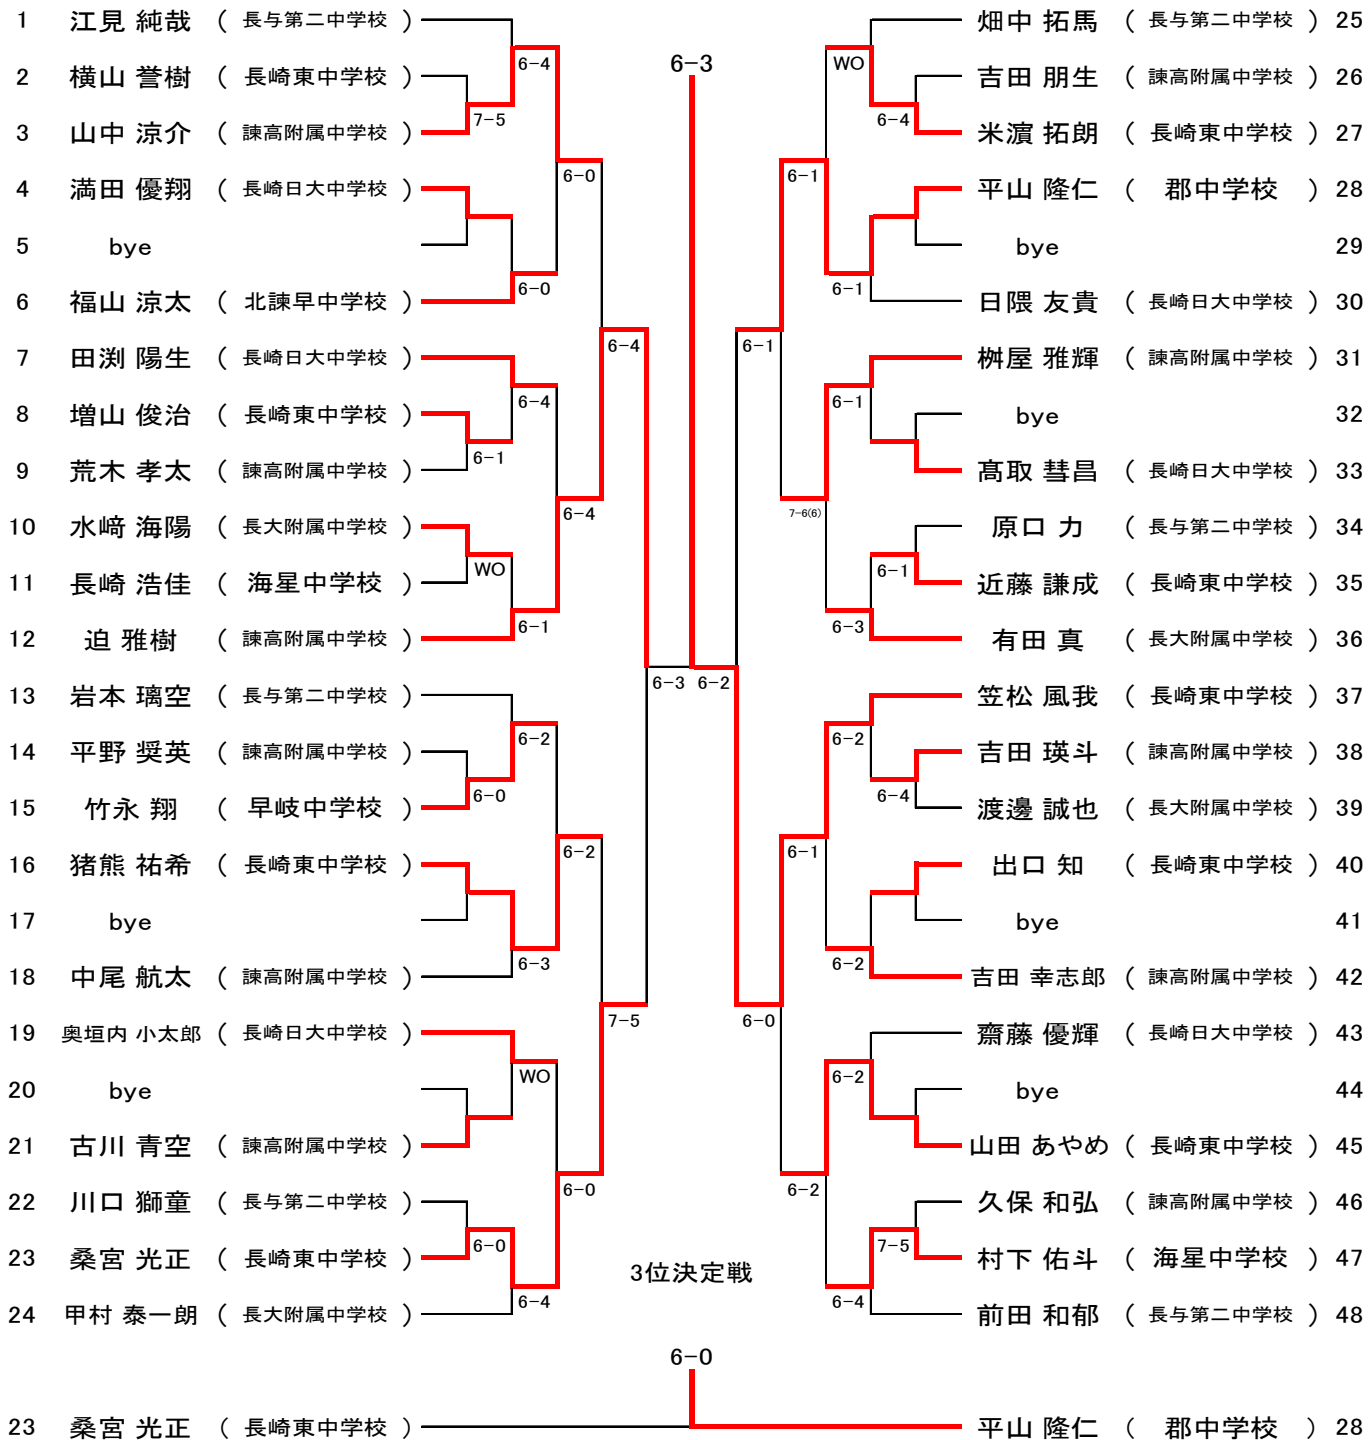 1 江見 純哉 ( 長与第二中学校 )
2 横山 誉樹 ( 長崎東中学校 )
3 山中 涼介 ( 諫高附属中学校 )
4 満田 優翔 ( 長崎日大中学校 )
5 bye
6 福山 涼太 ( 北諫早中学校 )
7 田渕 陽生 ( 長崎日大中学校 )
8 増山 俊治 ( 長崎東中学校 )
9 荒木 孝太 ( 諫高附属中学校 )
10 水﨑 海陽 ( 長大附属中学校 )
11 長崎 浩佳 ( 海星中学校 )
12 迫 雅樹 ( 諫高附属中学校 )
13 岩本 璃空 ( 長与第二中学校 )
14 平野 奨英 ( 諫高附属中学校 )
15 竹永 翔 ( 早岐中学校 )
16 猪熊 祐希 ( 長崎東中学校 )
17 bye
18 中尾 航太 ( 諫高附属中学校 )
19 奥垣内 小太郎 ( 長崎日大中学校 )
20 bye
21 古川 青空 ( 諫高附属中学校 )
22 川口 獅童 ( 長与第二中学校 )
23 桑宮 光正 ( 長崎東中学校 )
24 甲村 泰一朗 ( 長大附属中学校 )
7-5
6-1
WO
6-0
6-0
6-4
6-0
6-4
6-1
6-2
6-3
WO
6-4
6-0
6-4
6-2
6-0
6-4
7-5
6-3
6-3
6-2
6-1
6-0
6-1
7-6(6)
6-1
6-2
WO
6-1
6-1
6-3
6-2
6-2
6-2
6-4
6-4
6-1
6-4
7-5
畑中 拓馬 ( 長与第二中学校 ) 25
吉田 朋生 ( 諫高附属中学校 ) 26
米濵 拓朗 ( 長崎東中学校 ) 27
平山 隆仁 ( 郡中学校 ) 28
bye 29
日隈 友貴 ( 長崎日大中学校 ) 30
桝屋 雅輝 ( 諫高附属中学校 ) 31
bye 32
髙取 彗昌 ( 長崎日大中学校 ) 33
原口 力 ( 長与第二中学校 ) 34
近藤 謙成 ( 長崎東中学校 ) 35
有田 真 ( 長大附属中学校 ) 36
笠松 風我 ( 長崎東中学校 ) 37
吉田 瑛斗 ( 諫高附属中学校 ) 38
渡邊 誠也 ( 長大附属中学校 ) 39
出口 知 ( 長崎東中学校 ) 40
bye 41
吉田 幸志郎 ( 諫高附属中学校 ) 42
齋藤 優輝 ( 長崎日大中学校 ) 43
bye 44
山田 あやめ ( 長崎東中学校 ) 45
久保 和弘 ( 諫高附属中学校 ) 46
村下 佑斗 ( 海星中学校 ) 47
前田 和郁 ( 長与第二中学校 ) 48
3位決定戦
6-0
23 桑宮 光正 ( 長崎東中学校 )
平山 隆仁 ( 郡中学校 ) 28